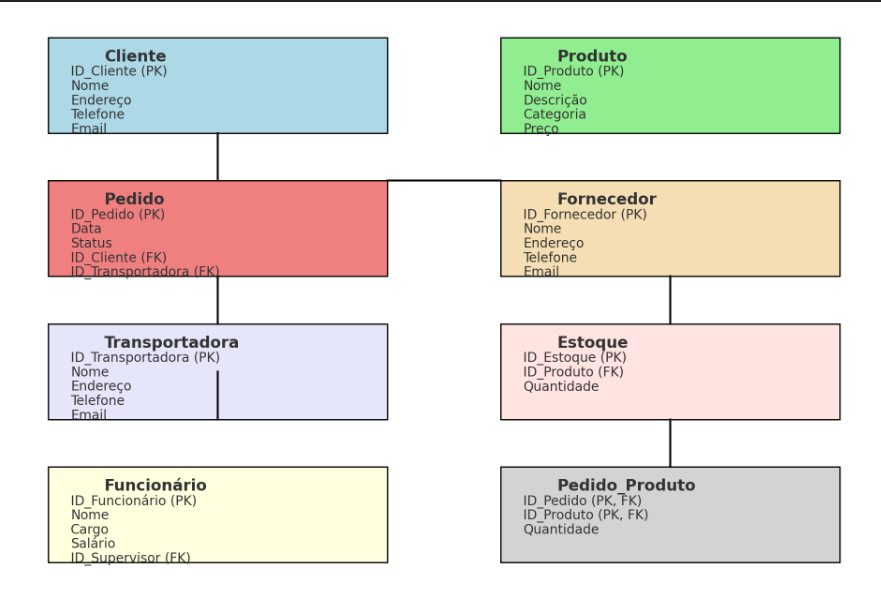 Cliente
ID_Cliente (PK)
Nome
Endereço
Telefone
Email
Produto
ID_Produto (PK)
Nome
Descrição
Categoria
Preço
Pedido
ID_Pedido (PK)
Data
Status
ID_Cliente (FK)
ID_Transportadora (FK)
Fornecedor
ID_Fornecedor (PK)
Nome
Endereço
Telefone
Email
Transportadora
ID_Transportadora (PK)
Nome
Endereço
Telefone
Email
Estoque
ID_Estoque (PK)
ID_Produto (FK)
Quantidade
Funcionário
ID_Funcionário (PK)
Nome
Cargo
Salário
ID_Supervisor (FK)
Pedido_Produto
ID_Pedido (PK, FK)
ID_Produto (PK, FK)
Quantidade